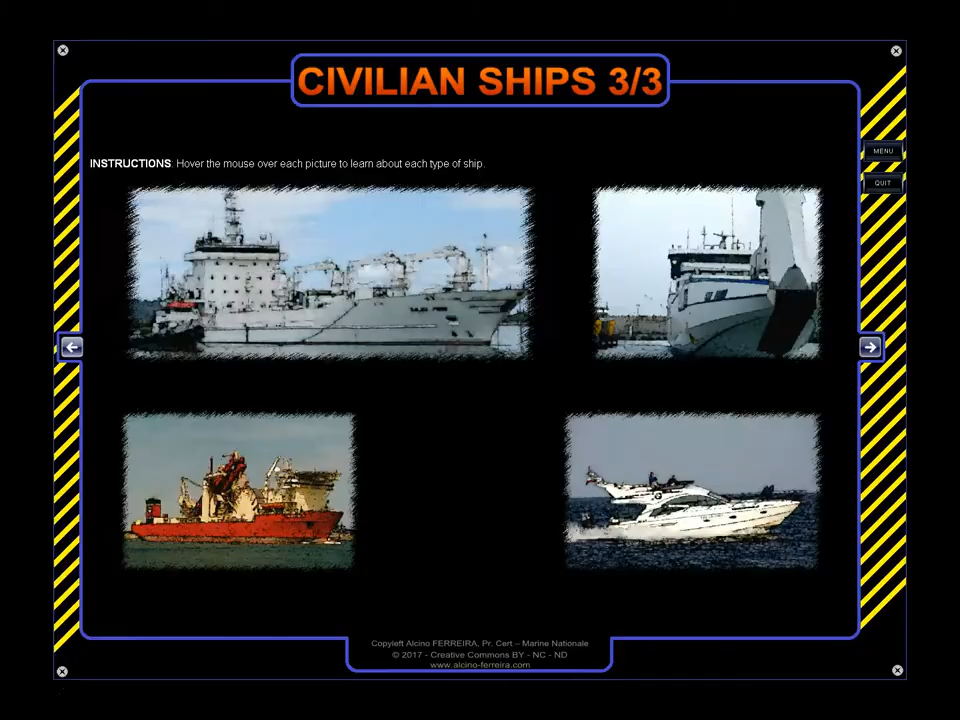 CIVILIAN SHIPS 3/3
INSTRUCTIONS: Hover the mouse over each picture to learn about each type of ship.
MENU
QUIT
Copyleft Alcino FERREIRA, Pr. Cert – Marine Nationale
© 2017 - Creative Commons BY - NC - ND
www.alcino-ferreira.com